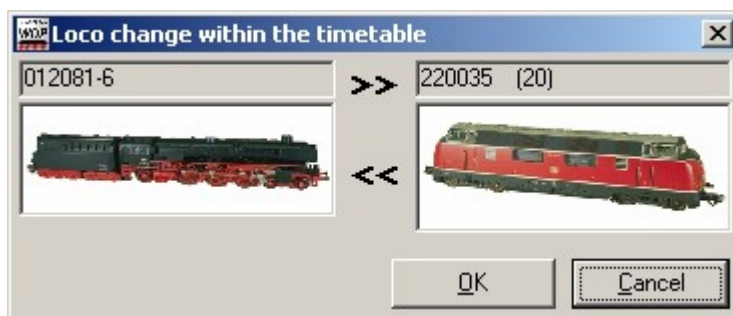 WDP
Loco change within the timetable
012081-6
>>
220035 (20)
<<
OK
Cancel